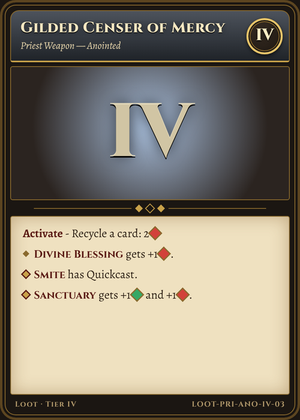 Gilded Censer of Mercy
IV
Priest Weapon — Anointed
IV
Activate - Recycle a card: 2
Divine Blessing gets +1.
Smite has Quickcast.
Sanctuary gets +1 and +1.
Loot · Tier IV
LOOT-PRI-ANO-IV-03